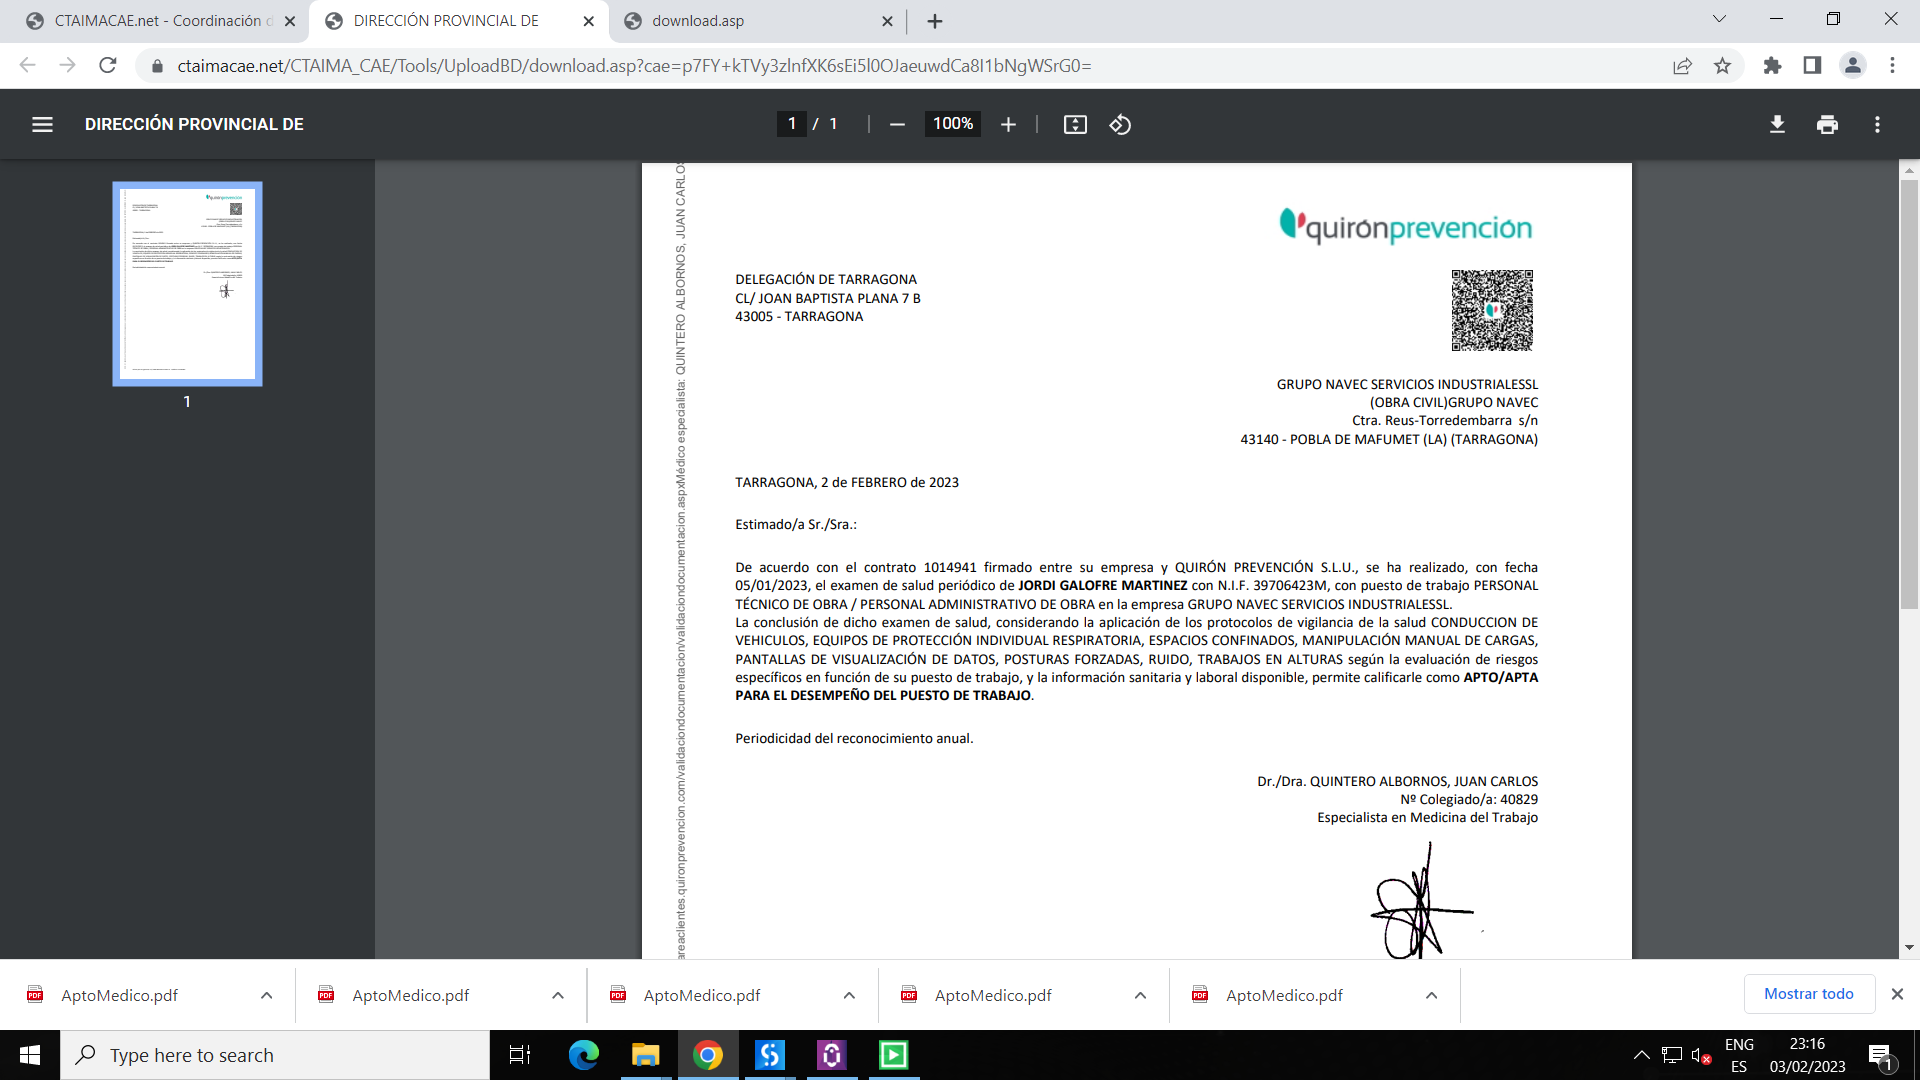 CTAIMACAE.net - Coordinación d
DIRECCIÓN PROVINCIAL DE
download.asp
ctaimacae.net/CTAIMA_CAE/Tools/UploadBD/download.asp?cae=p7FY+kTVy3zlnfXK6sEi5l0OJaeuwdCa8I1bNgWSrG0=
DIRECCIÓN PROVINCIAL DE
1 / 1
100%
1
quirónprevención
DELEGACIÓN DE TARRAGONA
CL/ JOAN BAPTISTA PLANA 7 B
43005 - TARRAGONA
GRUPO NAVEC SERVICIOS INDUSTRIALESSL
(OBRA CIVIL)GRUPO NAVEC
Ctra. Reus-Torredembarra s/n
43140 - POBLA DE MAFUMET (LA) (TARRAGONA)
TARRAGONA, 2 de FEBRERO de 2023
Estimado/a Sr./Sra.:
De acuerdo con el contrato 1014941 firmado entre su empresa y QUIRÓN PREVENCIÓN S.L.U., se ha realizado, con fecha
05/01/2023, el examen de salud periódico de JORDI GALOFRE MARTINEZ con N.I.F. 39706423M, con puesto de trabajo PERSONAL
TÉCNICO DE OBRA / PERSONAL ADMINISTRATIVO DE OBRA en la empresa GRUPO NAVEC SERVICIOS INDUSTRIALESSL.
La conclusión de dicho examen de salud, considerando la aplicación de los protocolos de vigilancia de la salud CONDUCCION DE
VEHICULOS, EQUIPOS DE PROTECCIÓN INDIVIDUAL RESPIRATORIA, ESPACIOS CONFINADOS, MANIPULACIÓN MANUAL DE CARGAS,
PANTALLAS DE VISUALIZACIÓN DE DATOS, POSTURAS FORZADAS, RUIDO, TRABAJOS EN ALTURAS según la evaluación de riesgos
específicos en función de su puesto de trabajo, y la información sanitaria y laboral disponible, permite calificarle como APTO/APTA
PARA EL DESEMPEÑO DEL PUESTO DE TRABAJO.
Periodicidad del reconocimiento anual.
Dr./Dra. QUINTERO ALBORNOS, JUAN CARLOS
Nº Colegiado/a: 40829
Especialista en Medicina del Trabajo
areaclientes.quironprevencion.com/validaciondocumentacion/validaciondocumentacion.aspxMédico especialista: QUINTERO ALBORNOS, JUAN CARLOS
AptoMedico.pdf
AptoMedico.pdf
AptoMedico.pdf
AptoMedico.pdf
AptoMedico.pdf
Mostrar todo
Type here to search
ENG
ES
23:16
03/02/2023
1